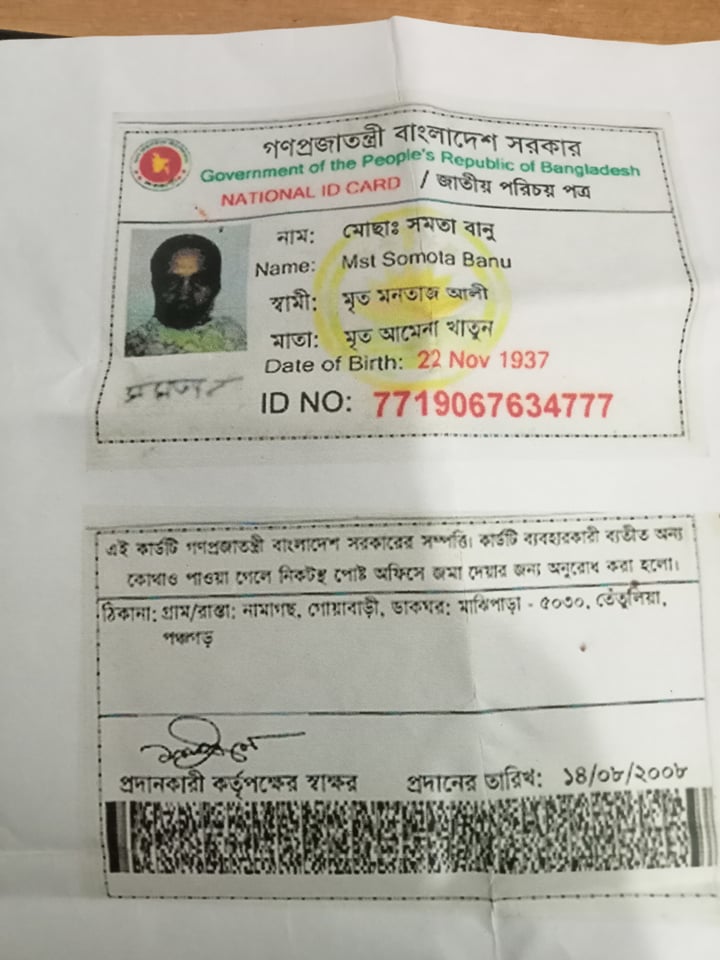 গণপ্রজাতন্ত্রী বাংলাদেশ সরকার
Government of the People's Republic of Bangladesh
NATIONAL ID CARD / জাতীয় পরিচয় পত্র
নাম: মোছাঃ সমতা বানু
Name: Mst Somota Banu
স্বামী: মৃত মনতাজ আলী
মাতা: মৃত আমেনা খাতুন
Date of Birth: 22 Nov 1937
ID NO: 7719067634777
এই কার্ডটি গণপ্রজাতন্ত্রী বাংলাদেশ সরকারের সম্পত্তি। কার্ডটি ব্যবহারকারী ব্যতীত অন্য
কোথাও পাওয়া গেলে নিকটস্থ পোষ্ট অফিসে জমা দেয়ার জন্য অনুরোধ করা হলো।
ঠিকানা: গ্রাম/রাস্তা: নামাগছ, গোয়াবাড়ী, ডাকঘর: মাঝিপাড়া - ৫০৩০, তেঁতুলিয়া,
পঞ্চগড়
প্রদানকারী কর্তৃপক্ষের স্বাক্ষর প্রদানের তারিখ: ১৪/০৮/২০০৮